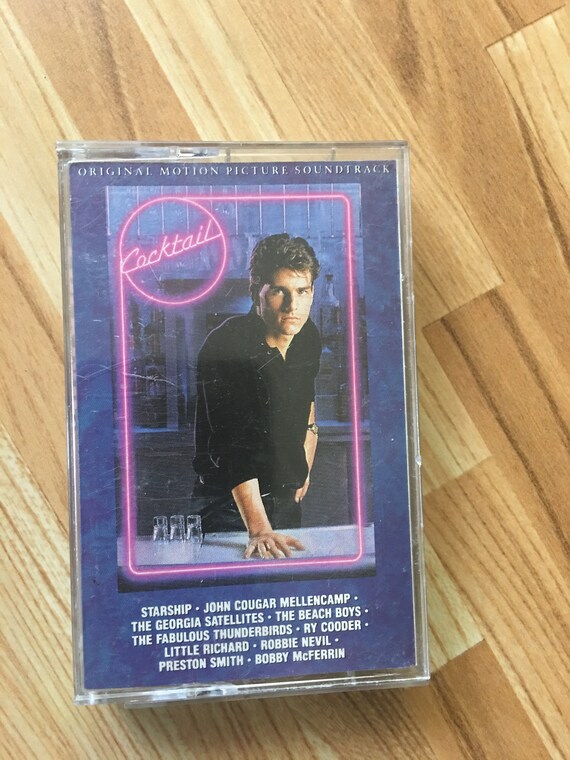 ORIGINAL MOTION PICTURE SOUNDTRACK
Cocktail
STARSHIP · JOHN COUGAR MELLENCAMP ·
THE GEORGIA SATELLITES · THE BEACH BOYS ·
THE FABULOUS THUNDERBIRDS · RY COODER ·
LITTLE RICHARD · ROBBIE NEVIL ·
PRESTON SMITH · BOBBY McFERRIN